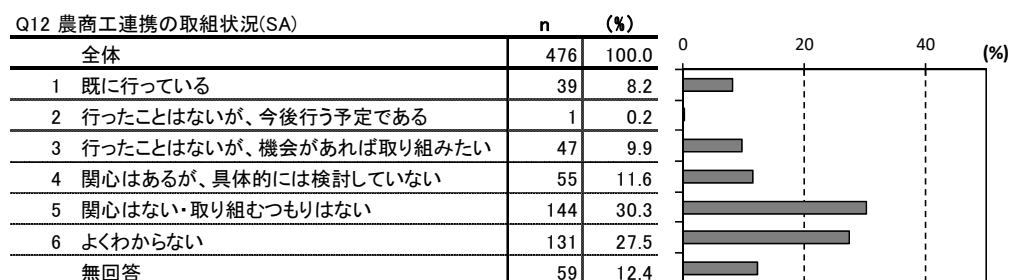 Q12 農商工連携の取組状況(SA) n (%)
全体 476 100.0
1 既に行っている 39 8.2
2 行ったことはないが、今後行う予定である 1 0.2
3 行ったことはないが、機会があれば取り組みたい 47 9.9
4 関心はあるが、具体的には検討していない 55 11.6
5 関心はない・取り組むつもりはない 144 30.3
6 よくわからない 131 27.5
無回答 59 12.4
0 20 40 (%)